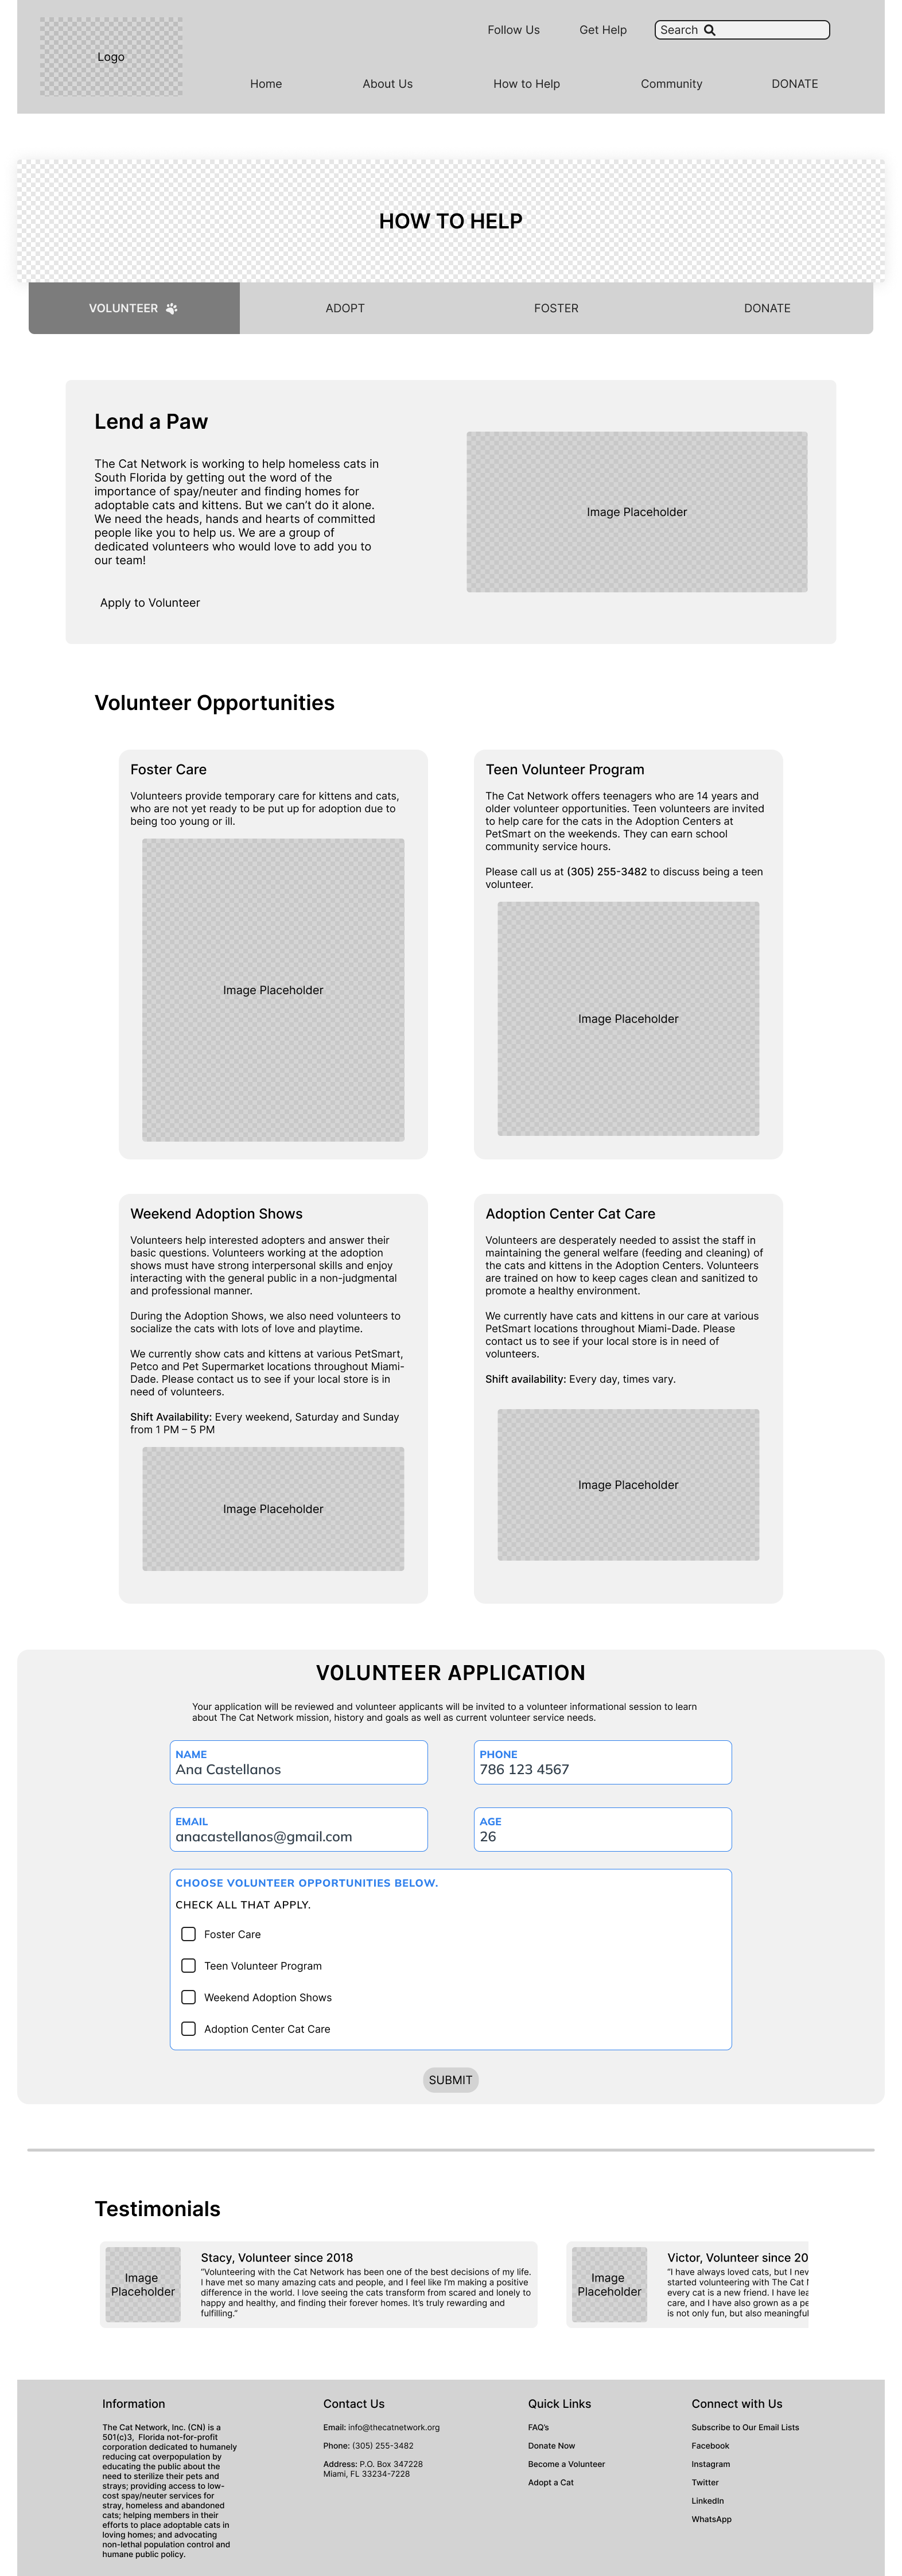 Logo
Follow Us
Get Help
Search
Home
About Us
How to Help
Community
DONATE
HOW TO HELP
VOLUNTEER
ADOPT
FOSTER
DONATE
Lend a Paw
The Cat Network is working to help homeless cats in
South Florida by getting out the word of the
importance of spay/neuter and finding homes for
adoptable cats and kittens. But we can't do it alone.
We need the heads, hands and hearts of committed
people like you to help us. We are a group of
dedicated volunteers who would love to add you to
our team!
Apply to Volunteer
Image Placeholder
Volunteer Opportunities
Foster Care
Volunteers provide temporary care for kittens and cats,
who are not yet ready to be put up for adoption due to
being too young or ill.
Image Placeholder
Teen Volunteer Program
The Cat Network offers teenagers who are 14 years and
older volunteer opportunities. Teen volunteers are invited
to help care for the cats in the Adoption Centers at
PetSmart on the weekends. They can earn school
community service hours.
Please call us at (305) 255-3482 to discuss being a teen
volunteer.
Image Placeholder
Weekend Adoption Shows
Volunteers help interested adopters and answer their
basic questions. Volunteers working at the adoption
shows must have strong interpersonal skills and enjoy
interacting with the general public in a non-judgmental
and professional manner.
During the Adoption Shows, we also need volunteers to
socialize the cats with lots of love and playtime.
We currently show cats and kittens at various PetSmart,
Petco and Pet Supermarket locations throughout Miami-
Dade. Please contact us to see if your local store is in
need of volunteers.
Shift Availability: Every weekend, Saturday and Sunday
from 1 PM – 5 PM
Image Placeholder
Adoption Center Cat Care
Volunteers are desperately needed to assist the staff in
maintaining the general welfare (feeding and cleaning) of
the cats and kittens in the Adoption Centers. Volunteers
are trained on how to keep cages clean and sanitized to
promote a healthy environment.
We currently have cats and kittens in our care at various
PetSmart locations throughout Miami-Dade. Please
contact us to see if your local store is in need of
volunteers.
Shift availability: Every day, times vary.
Image Placeholder
VOLUNTEER APPLICATION
Your application will be reviewed and volunteer applicants will be invited to a volunteer informational session to learn
about The Cat Network mission, history and goals as well as current volunteer service needs.
NAME
Ana Castellanos
PHONE
786 123 4567
EMAIL
anacastellanos@gmail.com
AGE
26
CHOOSE VOLUNTEER OPPORTUNITIES BELOW.
CHECK ALL THAT APPLY.
Foster Care
Teen Volunteer Program
Weekend Adoption Shows
Adoption Center Cat Care
SUBMIT
Testimonials
Image
Placeholder
Stacy, Volunteer since 2018
"Volunteering with the Cat Network has been one of the best decisions of my life.
I have met so many amazing cats and people, and I feel like I'm making a positive
difference in the world. I love seeing the cats transform from scared and lonely to
happy and healthy, and finding their forever homes. It's truly rewarding and
fulfilling."
Image
Placeholder
Victor, Volunteer since 20
"I have always loved cats, but I nev
started volunteering with The Cat
every cat is a new friend. I have lea
care, and I have also grown as a pe
is not only fun, but also meaningful
Information
The Cat Network, Inc. (CN) is a
501(c)3, Florida not-for-profit
corporation dedicated to humanely
reducing cat overpopulation by
educating the public about the
need to sterilize their pets and
strays; providing access to low-
cost spay/neuter services for
stray, homeless and abandoned
cats; helping members in their
efforts to place adoptable cats in
loving homes; and advocating
non-lethal population control and
humane public policy.
Contact Us
Email: info@thecatnetwork.org
Phone: (305) 255-3482
Address: P.O. Box 347228
Miami, FL 33234-7228
Quick Links
FAQ's
Donate Now
Become a Volunteer
Adopt a Cat
Connect with Us
Subscribe to Our Email Lists
Facebook
Instagram
Twitter
LinkedIn
WhatsApp